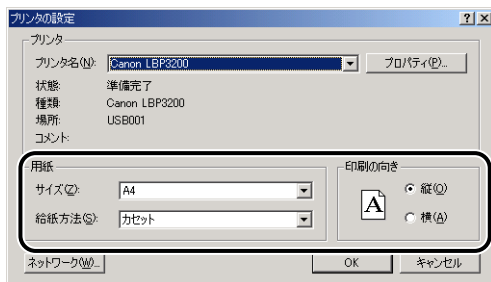 プリンタの設定
? ×
プリンタ
プリンタ名(N): Canon LBP3200 プロパティ(P)...
状態: 準備完了
種類: Canon LBP3200
場所: USB001
コメント:
用紙
サイズ(Z): A4
給紙方法(S): カセット
印刷の向き
A
縦(O)
横(A)
ネットワーク(W)... OK キャンセル